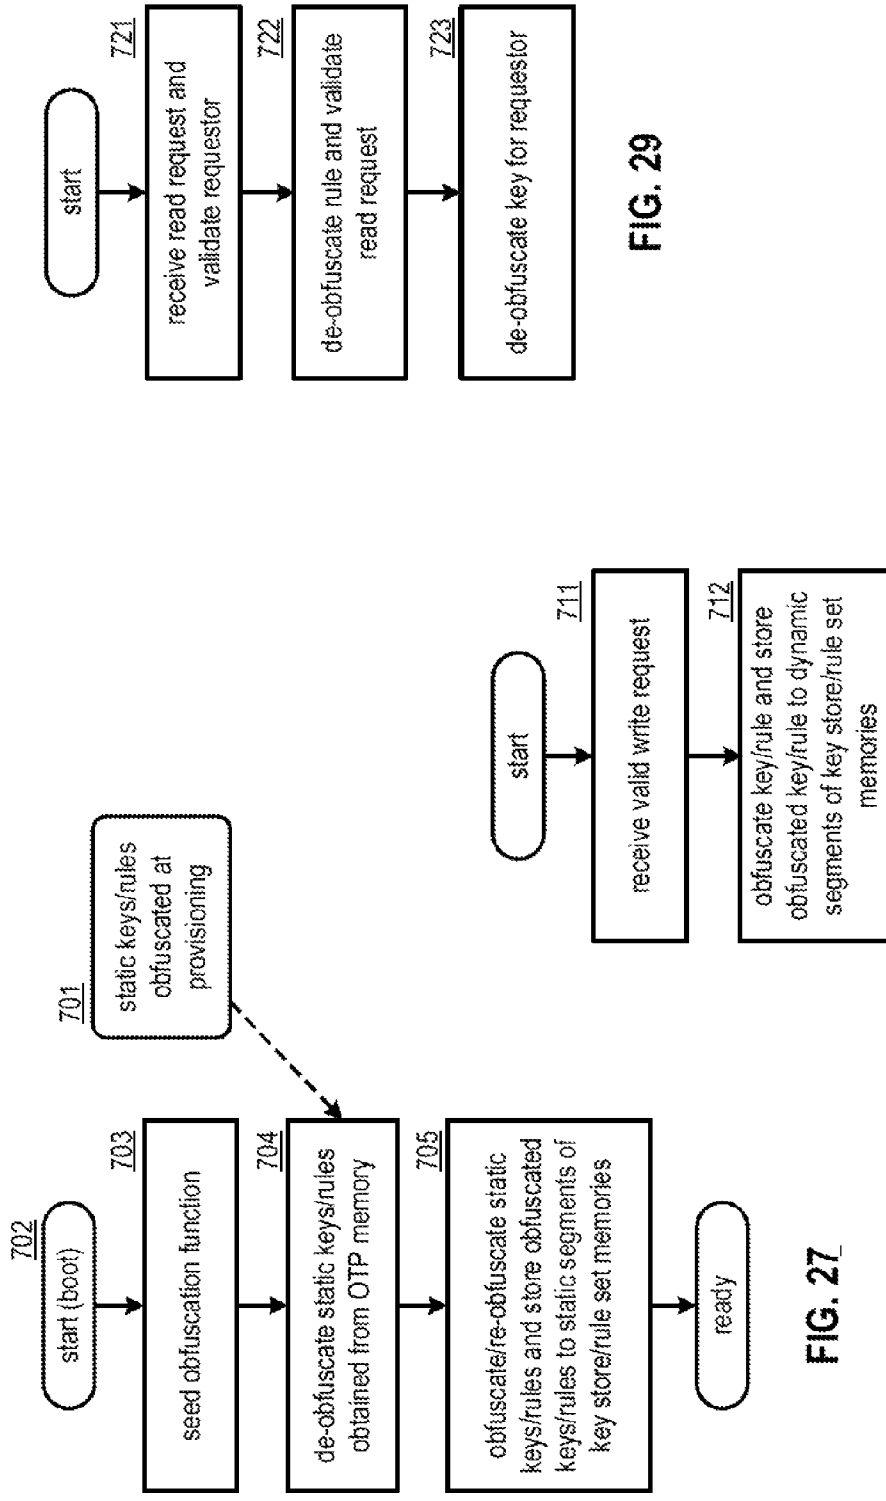 702
start (boot)
703
seed obfuscation function
704
de-obfuscate static keys/rules
obtained from OTP memory
705
obfuscate/re-obfuscate static
keys/rules and store obfuscated
keys/rules to static segments of
key store/rule set memories
ready
701
static keys/rules
obfuscated at
provisioning
FIG. 27
start
711
receive valid write request
712
obfuscate key/rule and store
obfuscated key/rule to dynamic
segments of key store/rule set
memories
start
721
receive read request and
validate requestor
722
de-obfuscate rule and validate
read request
723
de-obfuscate key for requestor
FIG. 29